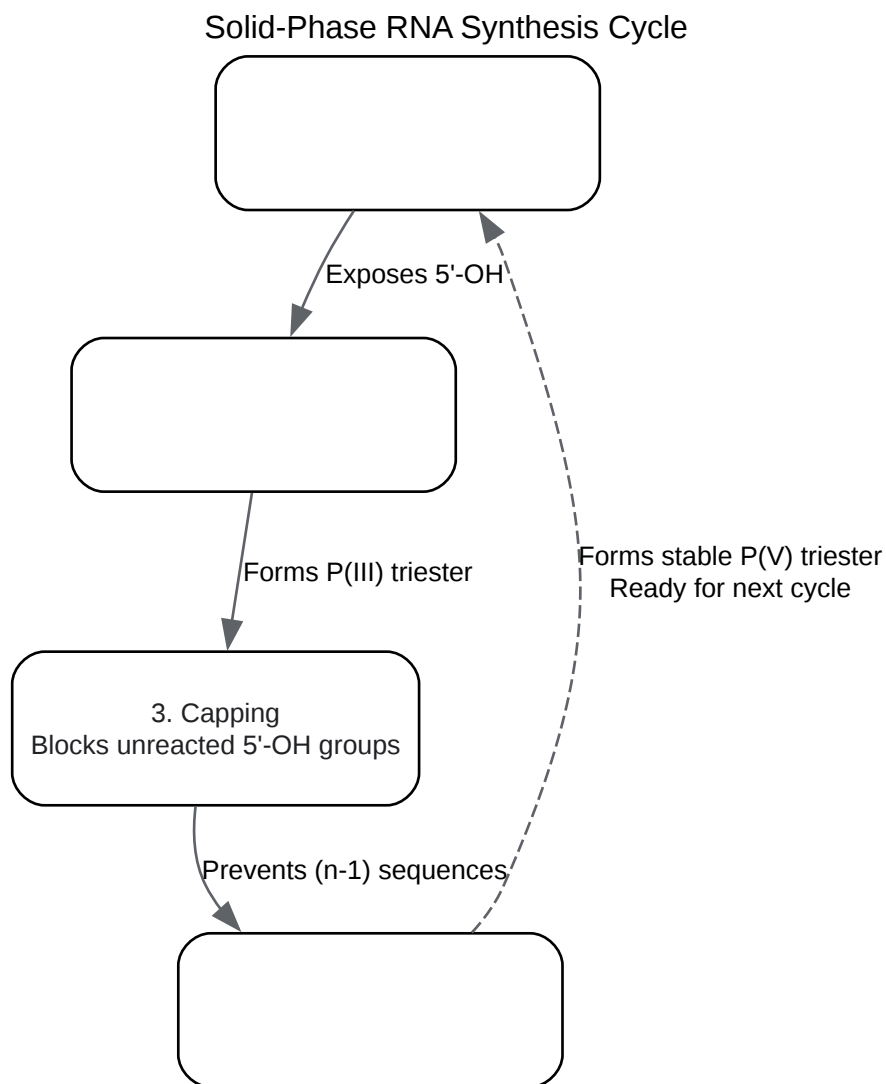 Solid-Phase RNA Synthesis Cycle
Exposes 5'-OH
Forms P(III) triester
Forms stable P(V) triester
Ready for next cycle
3. Capping
Blocks unreacted 5'-OH groups
Prevents (n-1) sequences